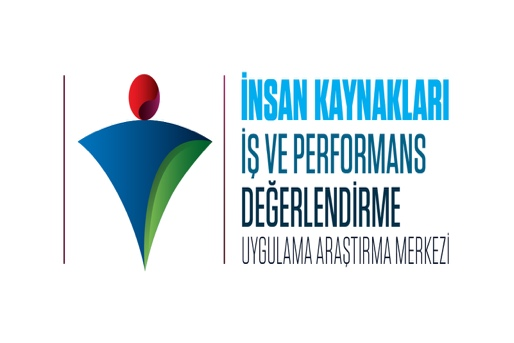 İNSAN KAYNAKLARI
İŞ VE PERFORMANS
DEĞERLENDİRME
UYGULAMA ARAŞTIRMA MERKEZİ